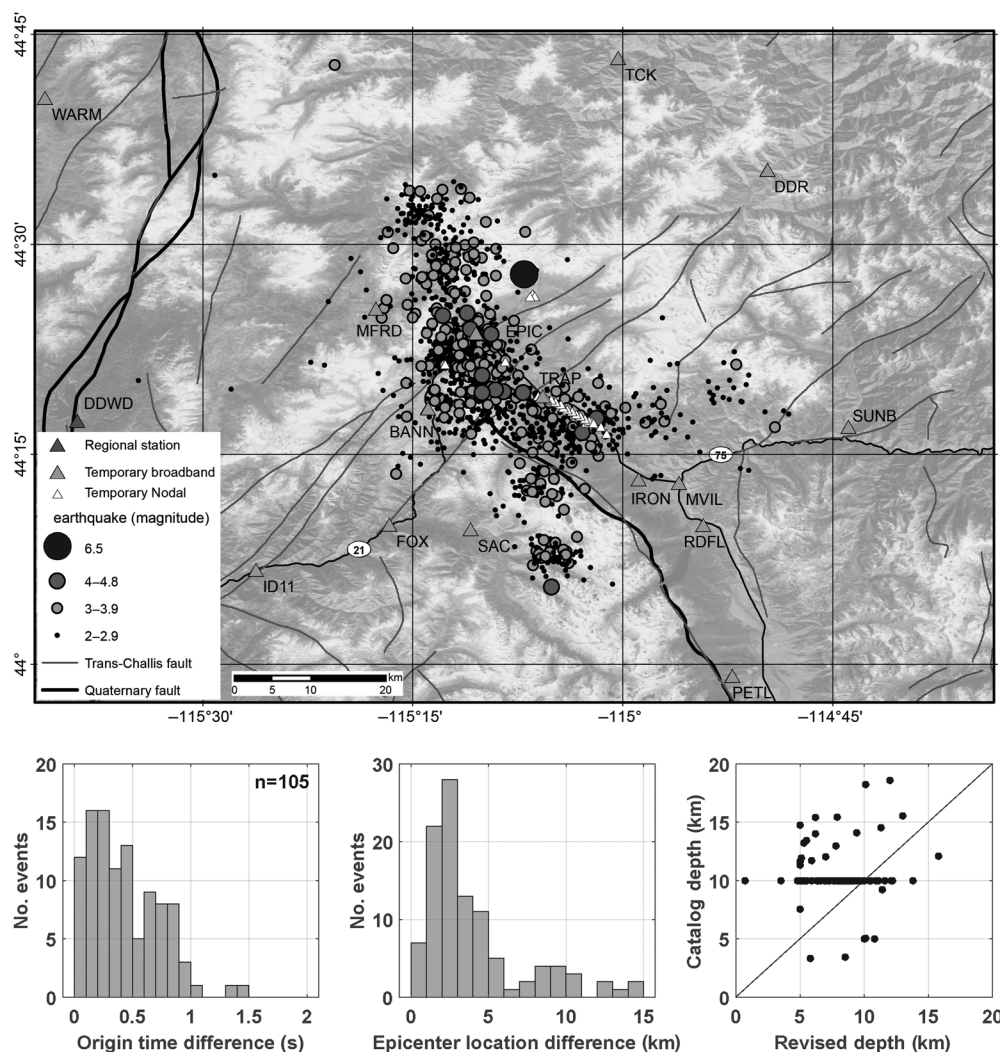 44°45'
44°30'
44°15'
44°
−115°30'
−115°15'
−115°
−114°45'
WARM
TCK
DDR
MFRD
EPIC
TRAP
DDWD
BANN
SUNB
75
IRON
MVIL
FOX
SAC
RDFL
21
ID11
PETL
Regional station
Temporary broadband
Temporary Nodal
earthquake (magnitude)
6.5
4–4.8
3–3.9
2–2.9
Trans-Challis fault
Quaternary fault
km
0 5 10 20
20
15
10
5
0
No. events
n=105
0 0.5 1 1.5 2
Origin time difference (s)
30
20
10
0
No. events
0 5 10 15
Epicenter location difference (km)
20
15
10
5
0
Catalog depth (km)
0 5 10 15 20
Revised depth (km)